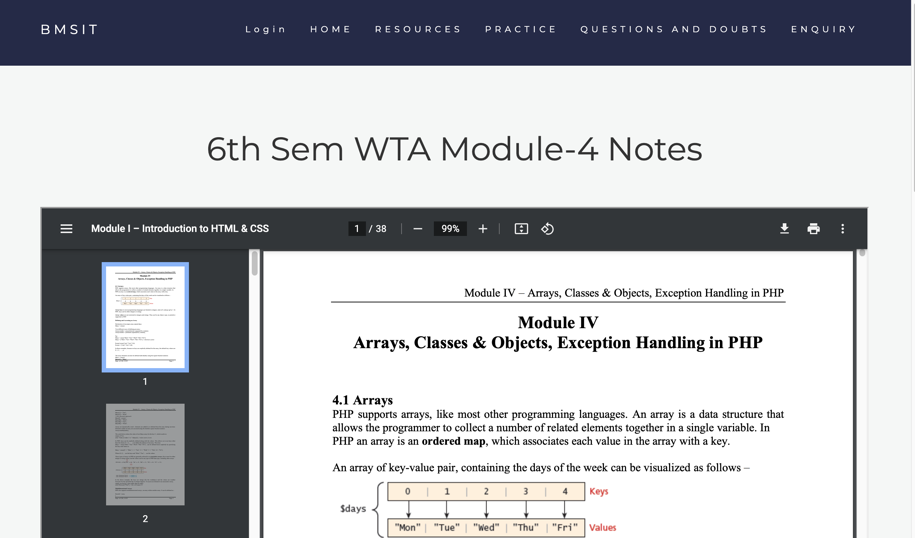 BMSIT
Login HOME RESOURCES PRACTICE QUESTIONS AND DOUBTS ENQUIRY
6th Sem WTA Module-4 Notes
Module I – Introduction to HTML & CSS
1 / 38
99%
1
2
Module IV – Arrays, Classes & Objects, Exception Handling in PHP
Module IV
Arrays, Classes & Objects, Exception Handling in PHP
4.1 Arrays
PHP supports arrays, like most other programming languages. An array is a data structure that
allows the programmer to collect a number of related elements together in a single variable. In
PHP an array is an ordered map, which associates each value in the array with a key.
An array of key-value pair, containing the days of the week can be visualized as follows –
0 | 1 | 2 | 3 | 4 Keys
$days
"Mon" | "Tue" | "Wed" | "Thu" | "Fri" Values